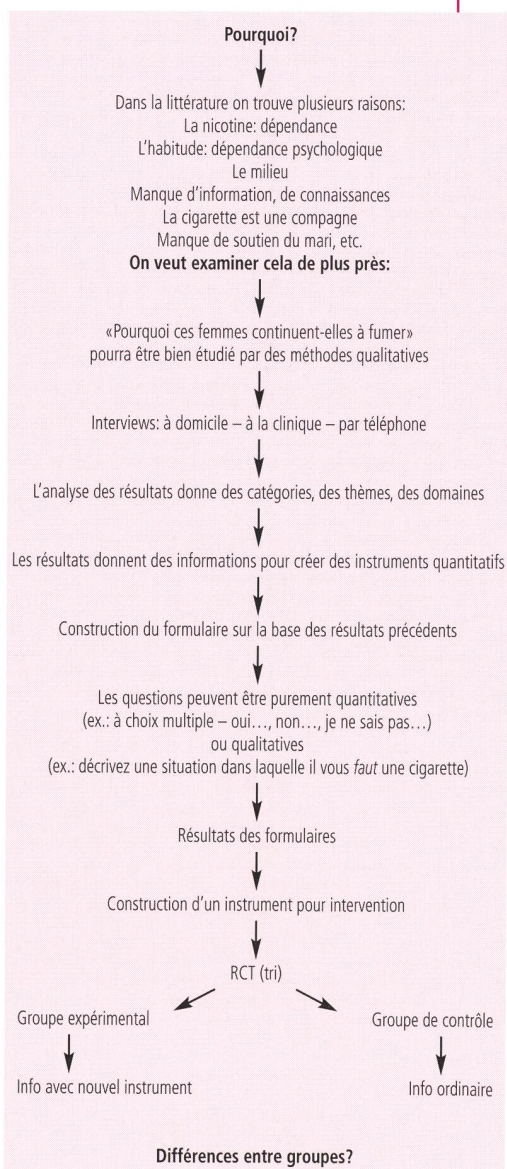 Pourquoi?
Dans la littérature on trouve plusieurs raisons:
La nicotine: dépendance
L'habitude: dépendance psychologique
Le milieu
Manque d'information, de connaissances
La cigarette est une compagne
Manque de soutien du mari, etc.
On veut examiner cela de plus près:
«Pourquoi ces femmes continuent-elles à fumer»
pourra être bien étudié par des méthodes qualitatives
Interviews: à domicile – à la clinique – par téléphone
L'analyse des résultats donne des catégories, des thèmes, des domaines
Les résultats donnent des informations pour créer des instruments quantitatifs
Construction du formulaire sur la base des résultats précédents
Les questions peuvent être purement quantitatives
(ex.: à choix multiple – oui…, non…, je ne sais pas…)
ou qualitatives
(ex.: décrivez une situation dans laquelle il vous faut une cigarette)
Résultats des formulaires
Construction d'un instrument pour intervention
RCT (tri)
Groupe expérimental
Groupe de contrôle
Info avec nouvel instrument
Info ordinaire
Différences entre groupes?